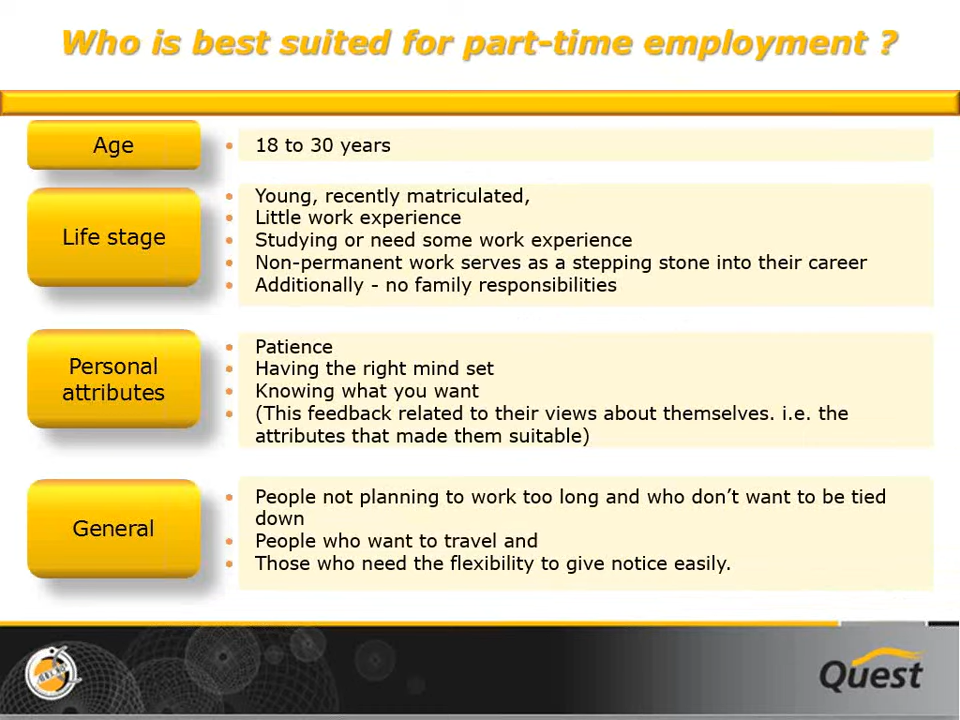 Who is best suited for part-time employment ?
Age
• 18 to 30 years
Life stage
• Young, recently matriculated,
• Little work experience
• Studying or need some work experience
• Non-permanent work serves as a stepping stone into their career
• Additionally - no family responsibilities
Personal
attributes
• Patience
• Having the right mind set
• Knowing what you want
• (This feedback related to their views about themselves. i.e. the
attributes that made them suitable)
General
• People not planning to work too long and who don’t want to be tied
down
• People who want to travel and
• Those who need the flexibility to give notice easily.
Quest